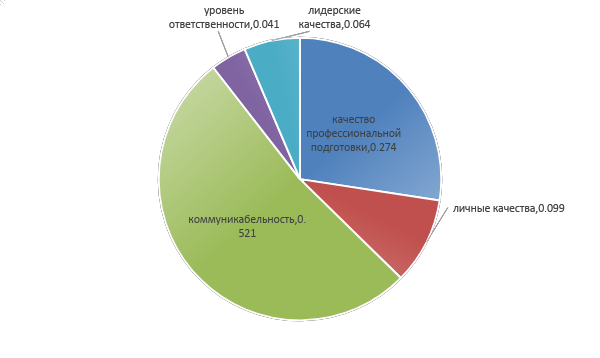 уровень
ответственности,0.041
лидерские
качества,0.064
качество
профессиональной
подготовки,0.274
личные качества,0.099
коммуникабельность,0.
521